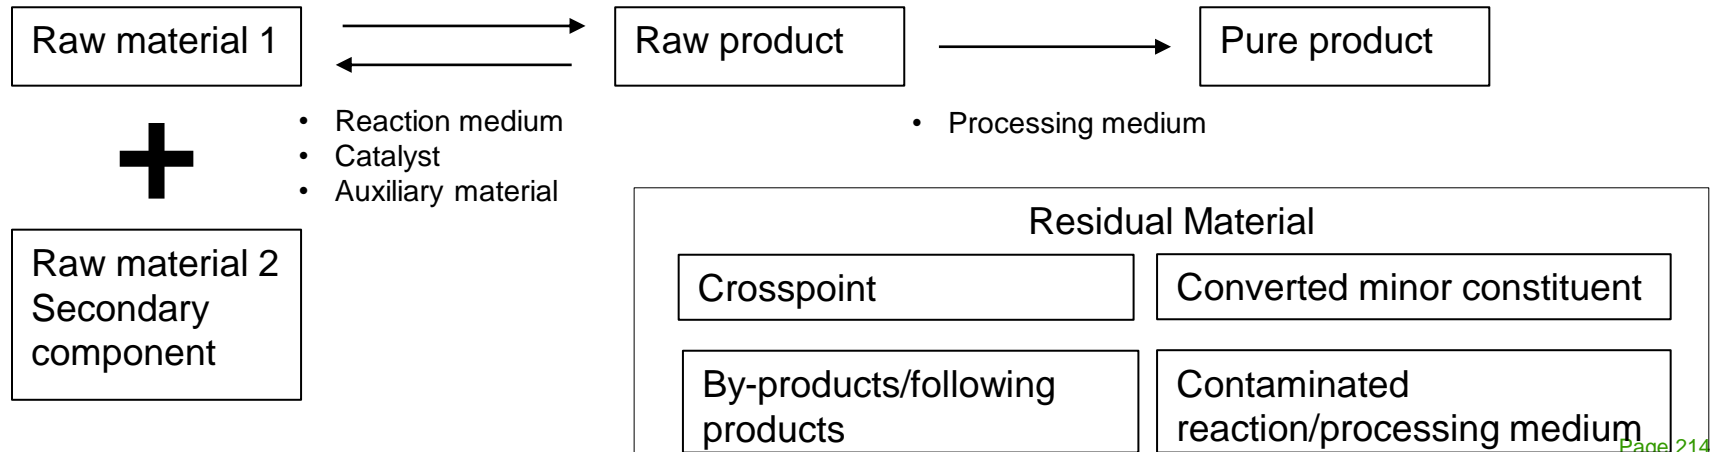 Raw material 1
Raw product
Pure product
• Reaction medium
• Catalyst
• Auxiliary material
• Processing medium
Raw material 2
Secondary
component
Residual Material
Crosspoint
Converted minor constituent
By-products/following
products
Contaminated
reaction/processing medium
Page 214